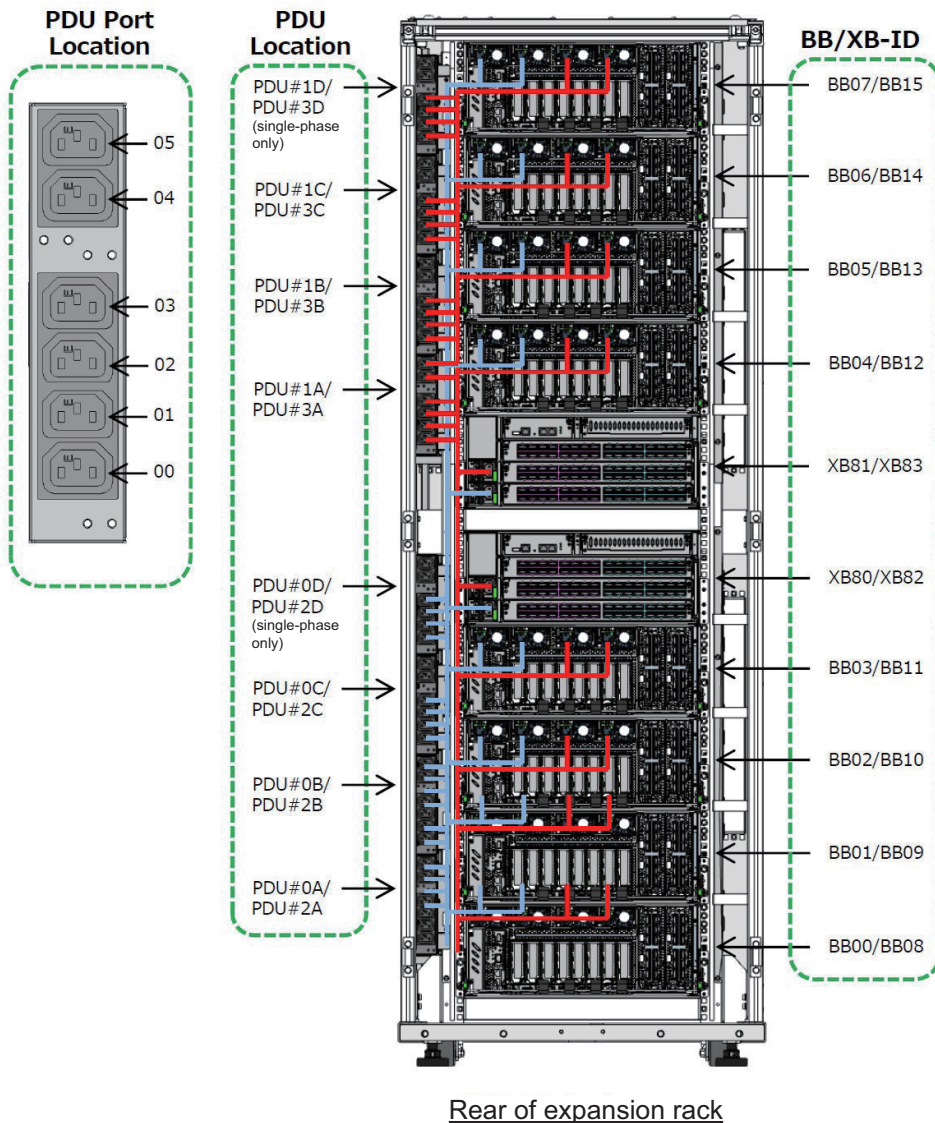 PDU Port
Location
05
04
03
02
01
00
PDU
Location
PDU#1D/
PDU#3D
(single-phase
only)
PDU#1C/
PDU#3C
PDU#1B/
PDU#3B
PDU#1A/
PDU#3A
PDU#0D/
PDU#2D
(single-phase
only)
PDU#0C/
PDU#2C
PDU#0B/
PDU#2B
PDU#0A/
PDU#2A
BB/XB-ID
BB07/BB15
BB06/BB14
BB05/BB13
BB04/BB12
XB81/XB83
XB80/XB82
BB03/BB11
BB02/BB10
BB01/BB09
BB00/BB08
Rear of expansion rack